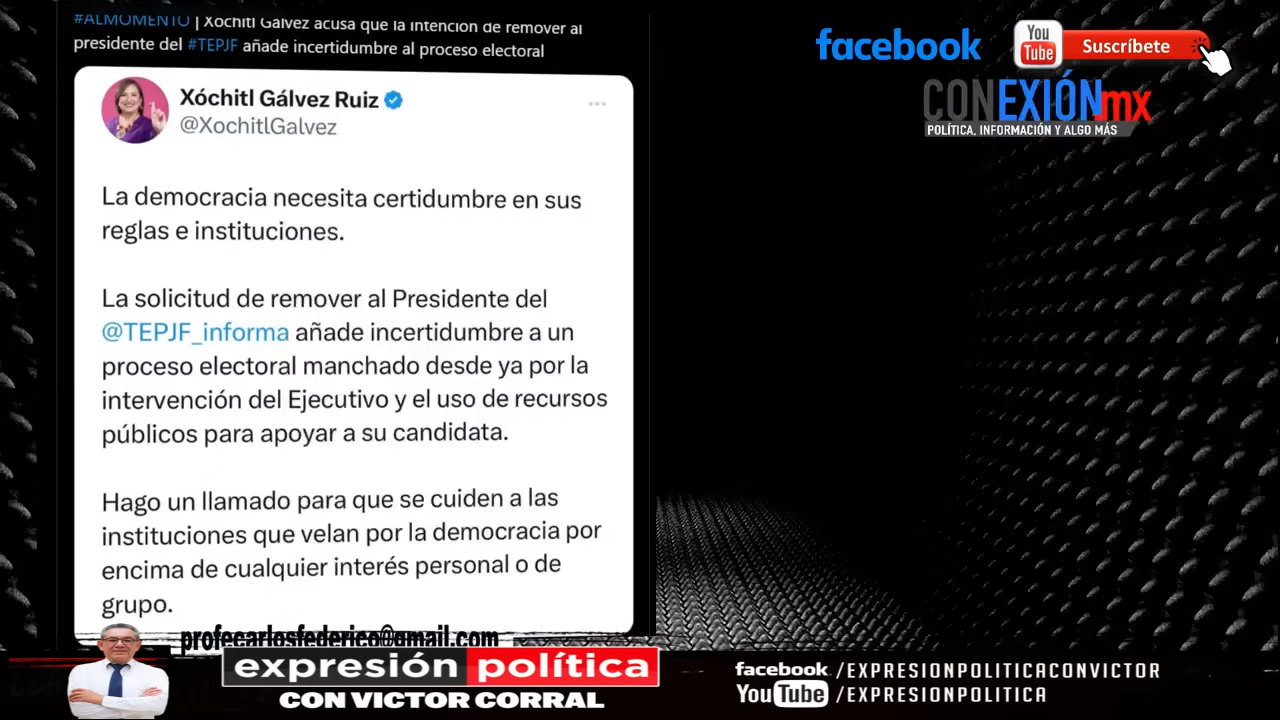 #ALMOMENTO | Xóchitl Gálvez acusa que la intención de remover al
presidente del #TEPJF añade incertidumbre al proceso electoral
Xóchitl Gálvez Ruiz
@XochitlGalvez
La democracia necesita certidumbre en sus
reglas e instituciones.
La solicitud de remover al Presidente del
@TEPJF_informa añade incertidumbre a un
proceso electoral manchado desde ya por la
intervención del Ejecutivo y el uso de recursos
públicos para apoyar a su candidata.
Hago un llamado para que se cuiden a las
instituciones que velan por la democracia por
encima de cualquier interés personal o de
grupo.
facebook
You Tube Suscríbete
CONEXIÓNmx
POLÍTICA, INFORMACIÓN Y ALGO MÁS
profecarlosfederico@gmail.com
expresión política
CON VICTOR CORRAL
facebook /EXPRESIONPOLITICACONVICTOR
YouTube /EXPRESIONPOLITICA